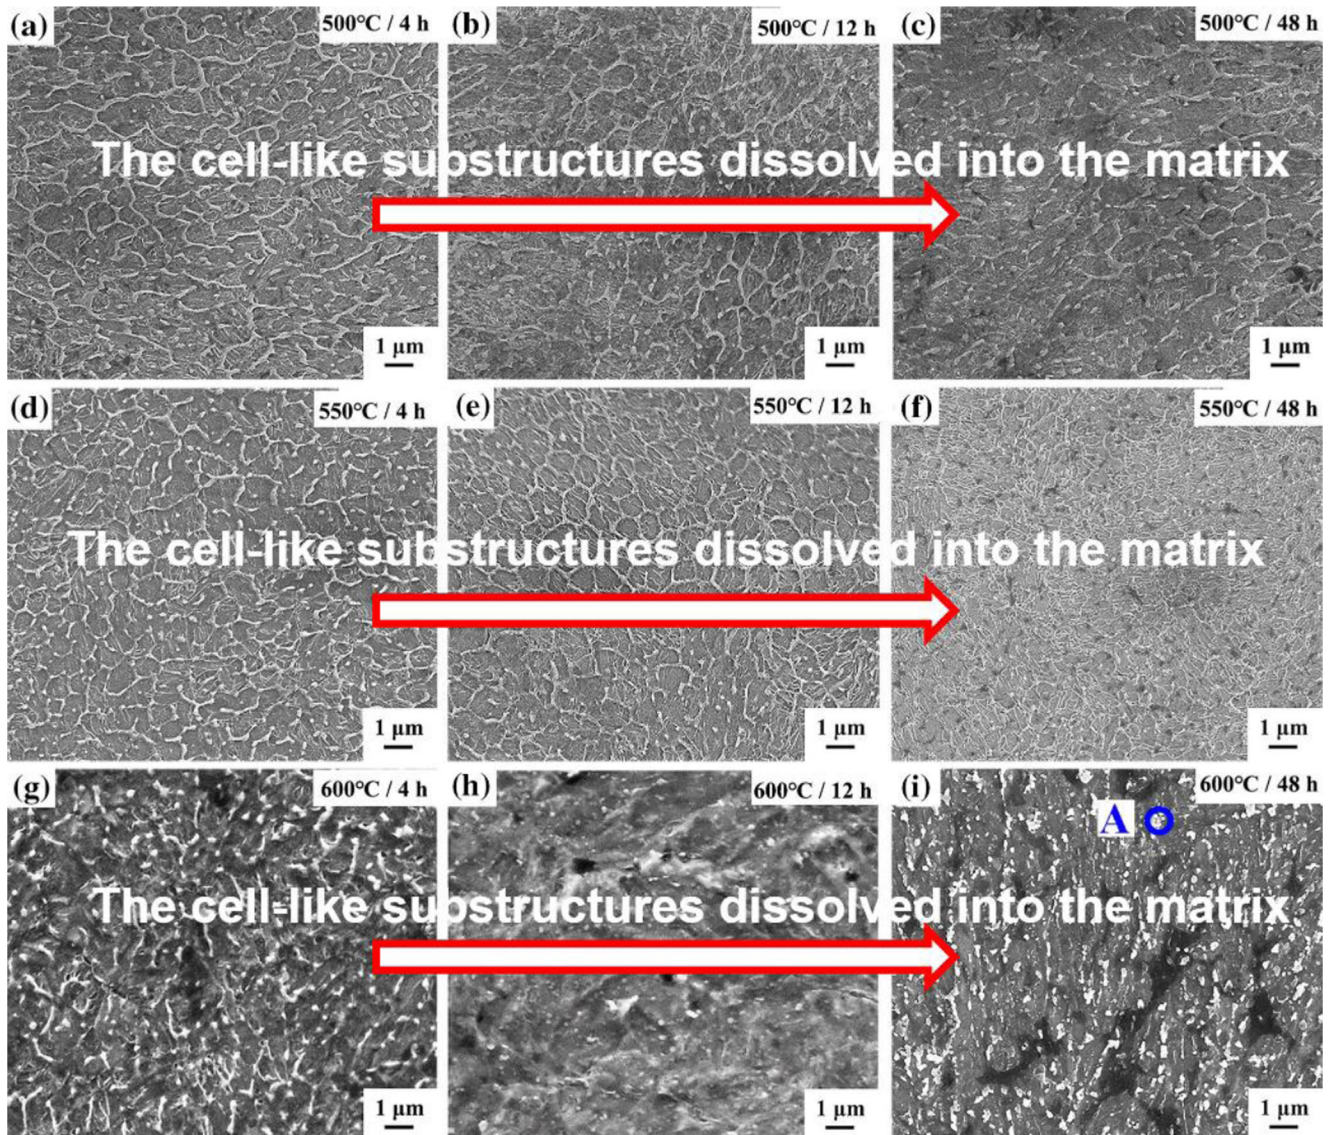 (a) 500°C / 4 h
(b) 500°C / 12 h
(c) 500°C / 48 h
The cell-like substructures dissolved into the matrix
1 μm
1 μm
1 μm
(d) 550°C / 4 h
(e) 550°C / 12 h
(f) 550°C / 48 h
The cell-like substructures dissolved into the matrix
1 μm
1 μm
1 μm
(g) 600°C / 4 h
(h) 600°C / 12 h
(i) 600°C / 48 h
A
The cell-like substructures dissolved into the matrix
1 μm
1 μm
1 μm